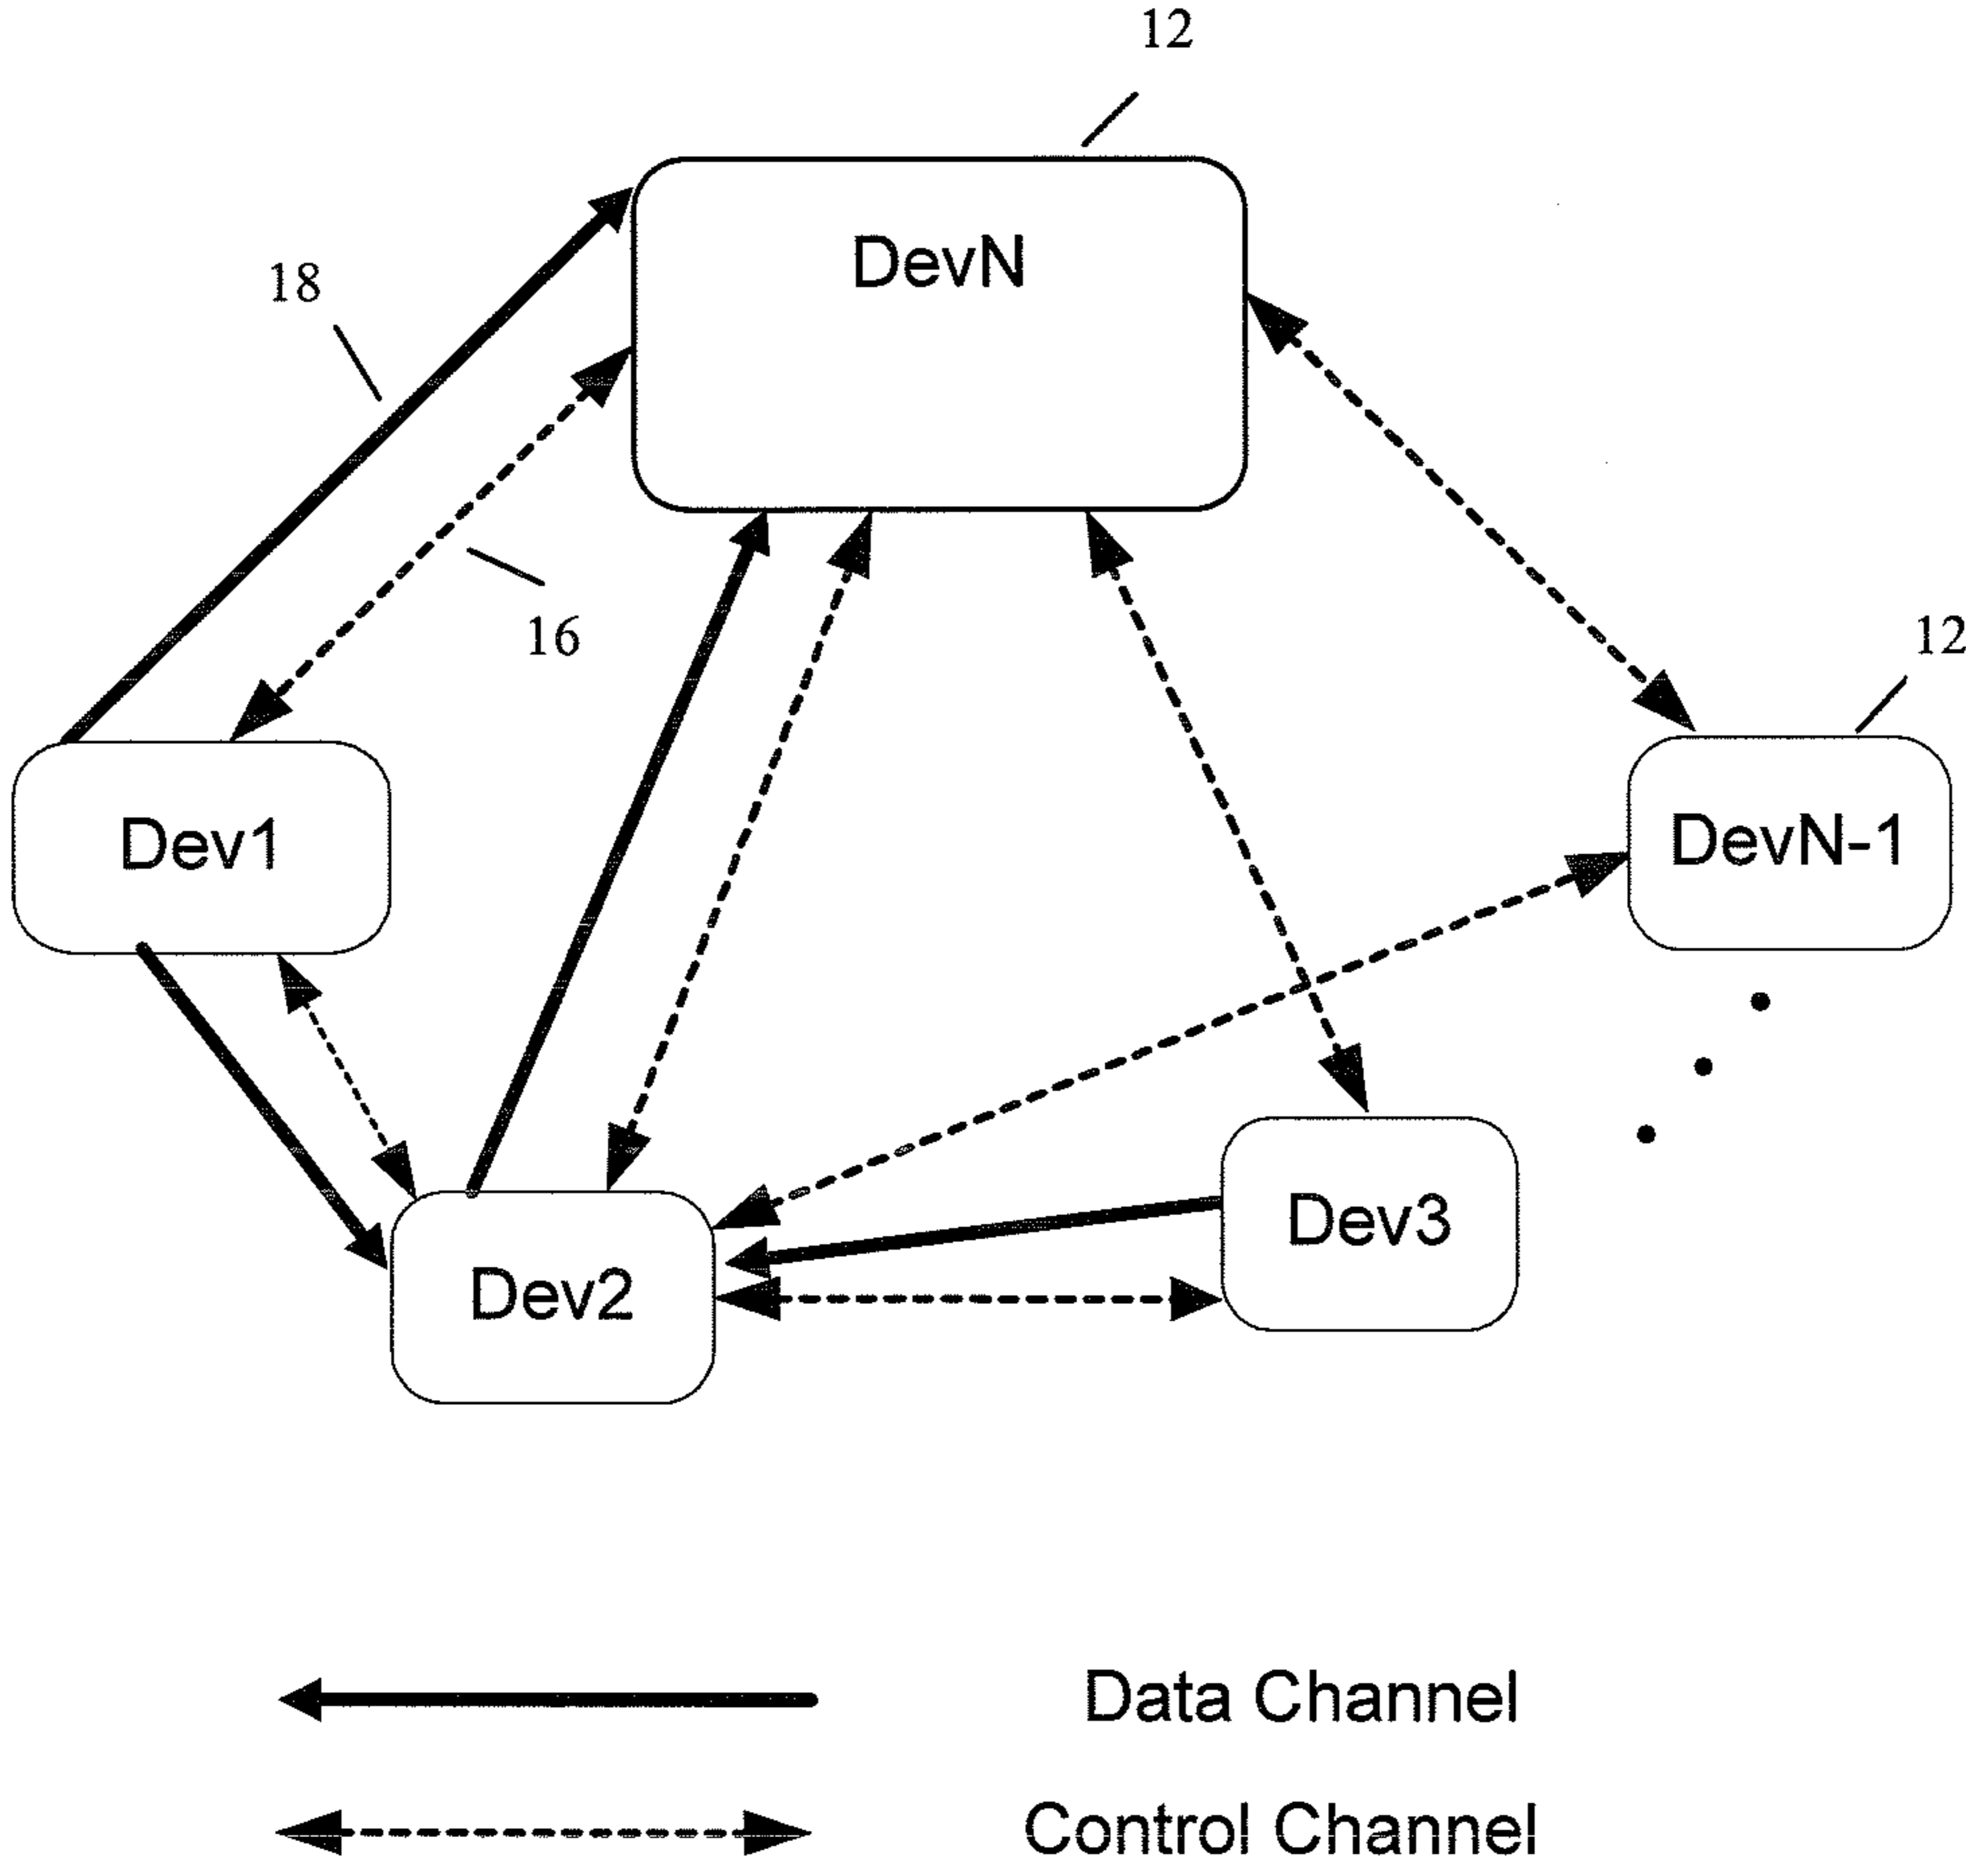 12
DevN
18
16
12
Dev1
DevN-1
Dev3
Dev2
Data Channel
Control Channel